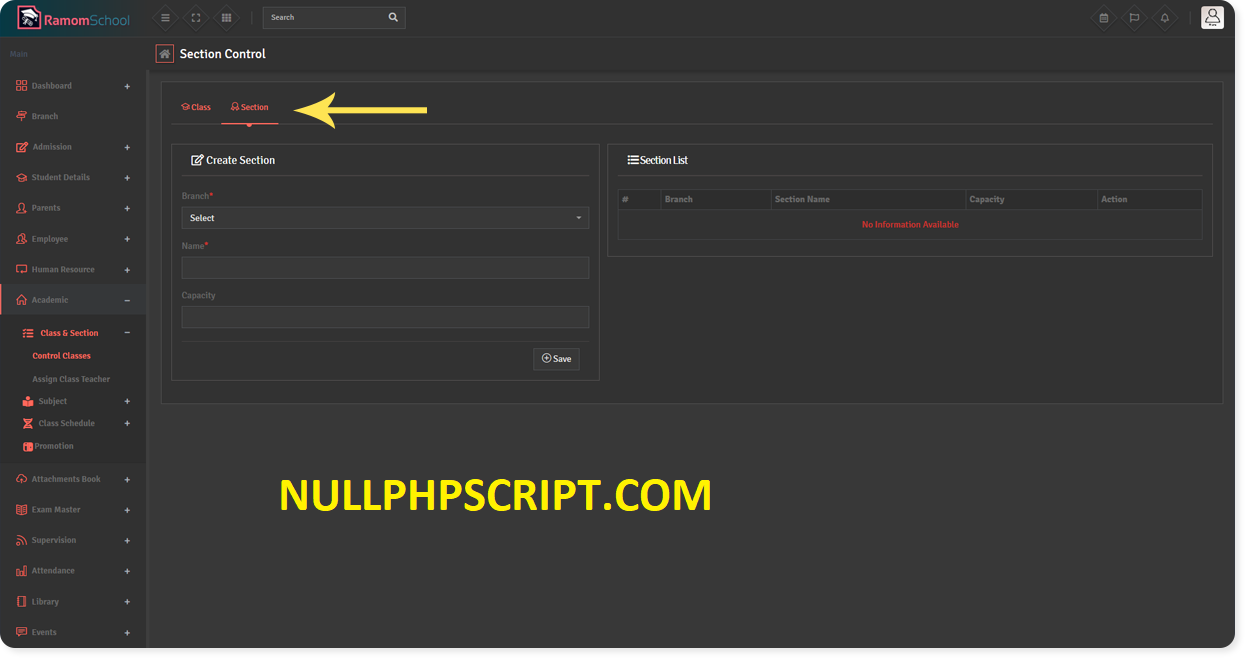 RamomSchool
Search
Main
Section Control
Dashboard +
Branch
Admission +
Student Details +
Parents +
Employee +
Human Resource +
Academic −
Class & Section −
Control Classes
Assign Class Teacher
Subject +
Class Schedule +
Promotion
Attachments Book +
Exam Master +
Supervision +
Attendance +
Library +
Events +
Class Section
Create Section
Branch*
Select
Name*
Capacity
Save
Section List
# Branch Section Name Capacity Action
No Information Available
NULLPHPSCRIPT.COM